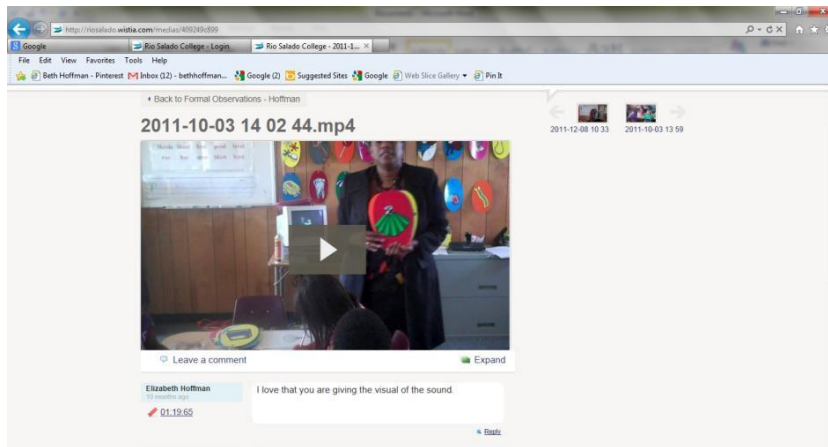 http://riosalado.wistia.com/medias/469249c899
Google
Rio Salado College - Login
Rio Salado College - 2011-1...
File Edit View Favorites Tools Help
Beth Hoffman - Pinterest
Inbox (12) - bethhoffman...
Google (2)
Suggested Sites
Google
Web Slice Gallery
Pin It
Back to Formal Observations - Hoffman
2011-10-03 14 02 44.mp4
2011-12-08 10 33
2011-10-03 13 59
Leave a comment
Expand
Elizabeth Hoffman
10 months ago
01:19.65
I love that you are giving the visual of the sound.
Reply